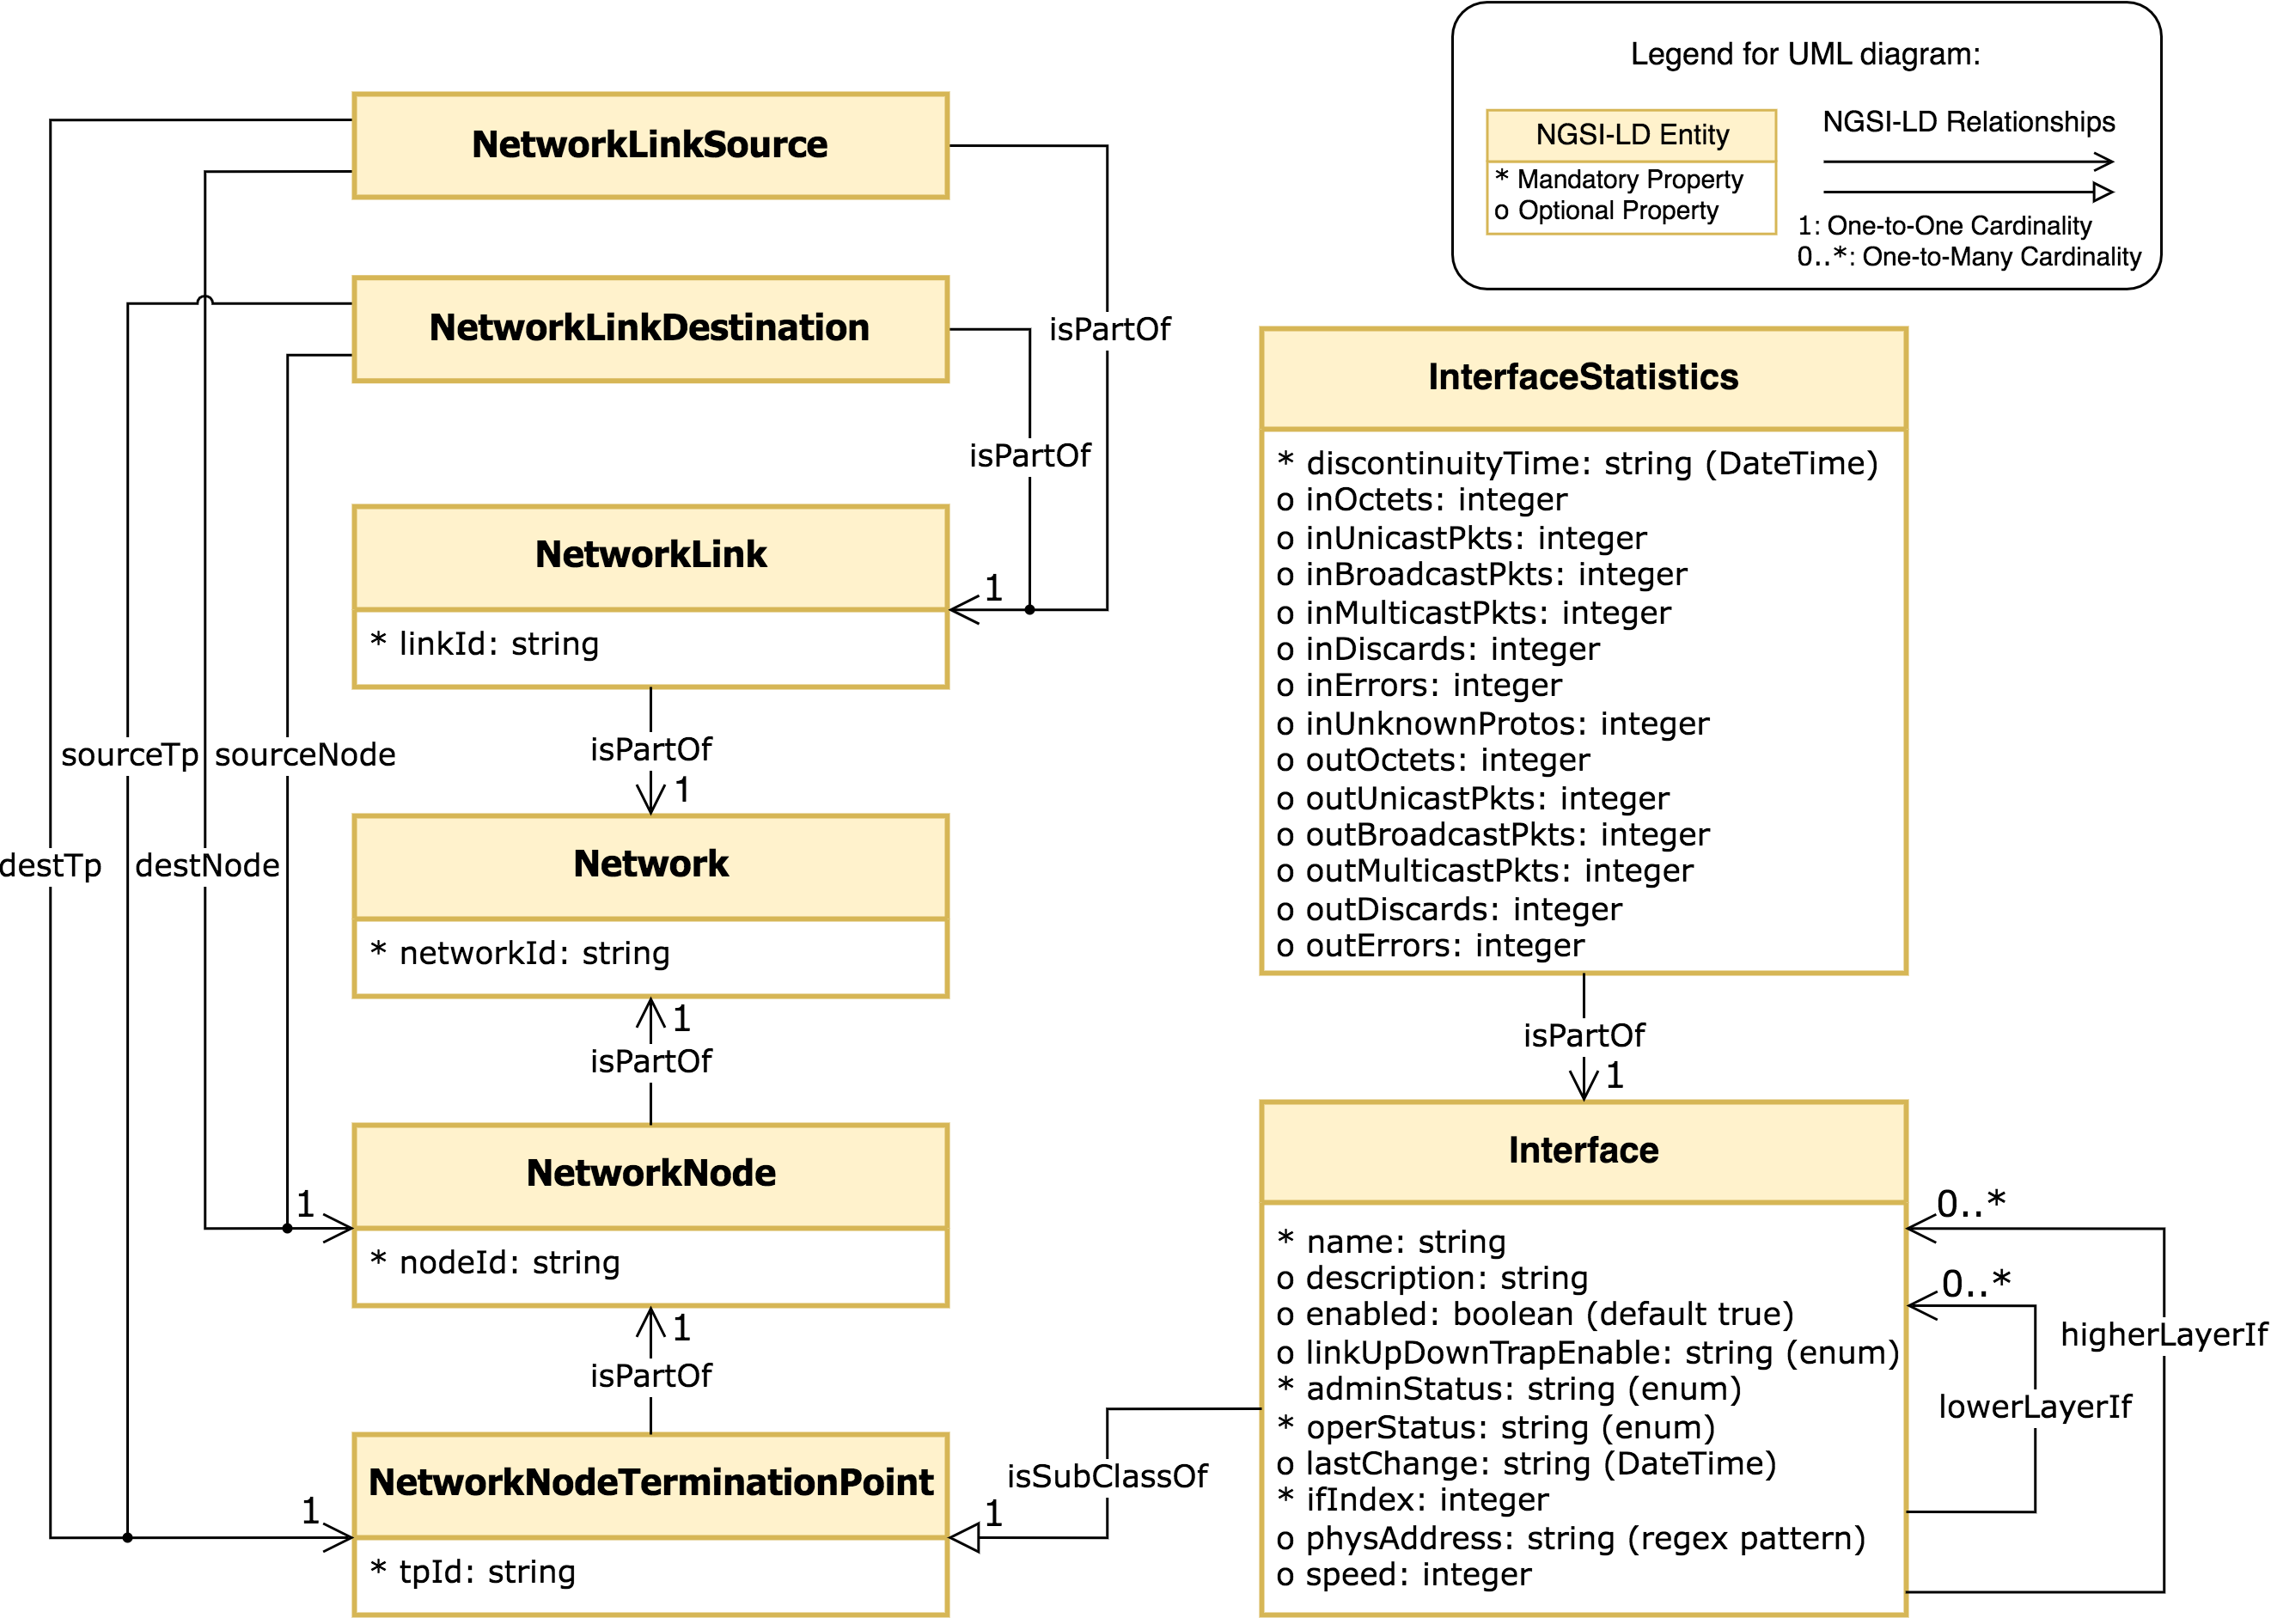 Legend for UML diagram:
NGSI-LD Entity
* Mandatory Property
o Optional Property
NGSI-LD Relationships
1: One-to-One Cardinality
0..*: One-to-Many Cardinality
NetworkLinkSource
NetworkLinkDestination
isPartOf
isPartOf
NetworkLink
1
* linkId: string
isPartOf
1
sourceTp
sourceNode
destTp
destNode
Network
* networkId: string
1
isPartOf
NetworkNode
1
* nodeId: string
1
isPartOf
NetworkNodeTerminationPoint
1
* tpId: string
isSubClassOf
1
InterfaceStatistics
* discontinuityTime: string (DateTime)
o inOctets: integer
o inUnicastPkts: integer
o inBroadcastPkts: integer
o inMulticastPkts: integer
o inDiscards: integer
o inErrors: integer
o inUnknownProtos: integer
o outOctets: integer
o outUnicastPkts: integer
o outBroadcastPkts: integer
o outMulticastPkts: integer
o outDiscards: integer
o outErrors: integer
isPartOf
1
Interface
* name: string
o description: string
o enabled: boolean (default true)
o linkUpDownTrapEnable: string (enum)
* adminStatus: string (enum)
* operStatus: string (enum)
o lastChange: string (DateTime)
* ifIndex: integer
o physAddress: string (regex pattern)
o speed: integer
0..*
0..*
higherLayerIf
lowerLayerIf